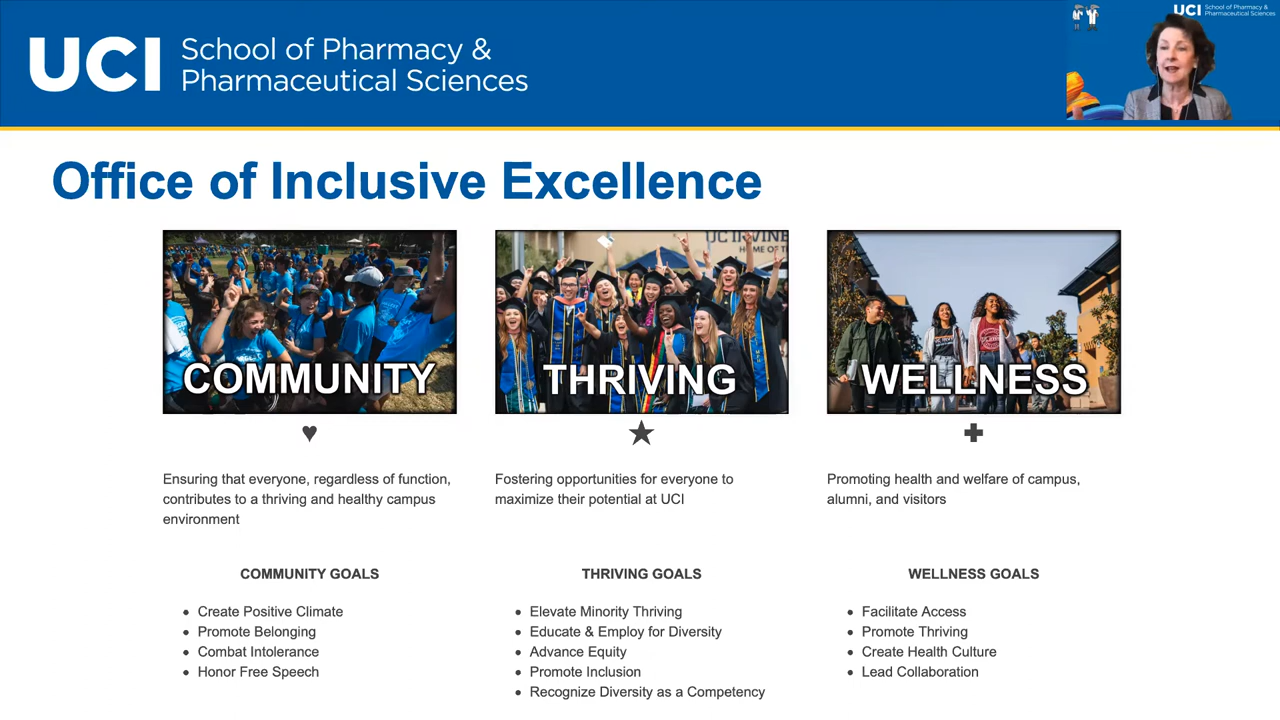 UCI School of Pharmacy &
Pharmaceutical Sciences
UCI School of Pharmacy &
Pharmaceutical Sciences
Office of Inclusive Excellence
UC IRVINE
HOME OF T
COMMUNITY
THRIVING
WELLNESS
Ensuring that everyone, regardless of function,
contributes to a thriving and healthy campus
environment
Fostering opportunities for everyone to
maximize their potential at UCI
Promoting health and welfare of campus,
alumni, and visitors
COMMUNITY GOALS
• Create Positive Climate
• Promote Belonging
• Combat Intolerance
• Honor Free Speech
THRIVING GOALS
• Elevate Minority Thriving
• Educate & Employ for Diversity
• Advance Equity
• Promote Inclusion
• Recognize Diversity as a Competency
WELLNESS GOALS
• Facilitate Access
• Promote Thriving
• Create Health Culture
• Lead Collaboration